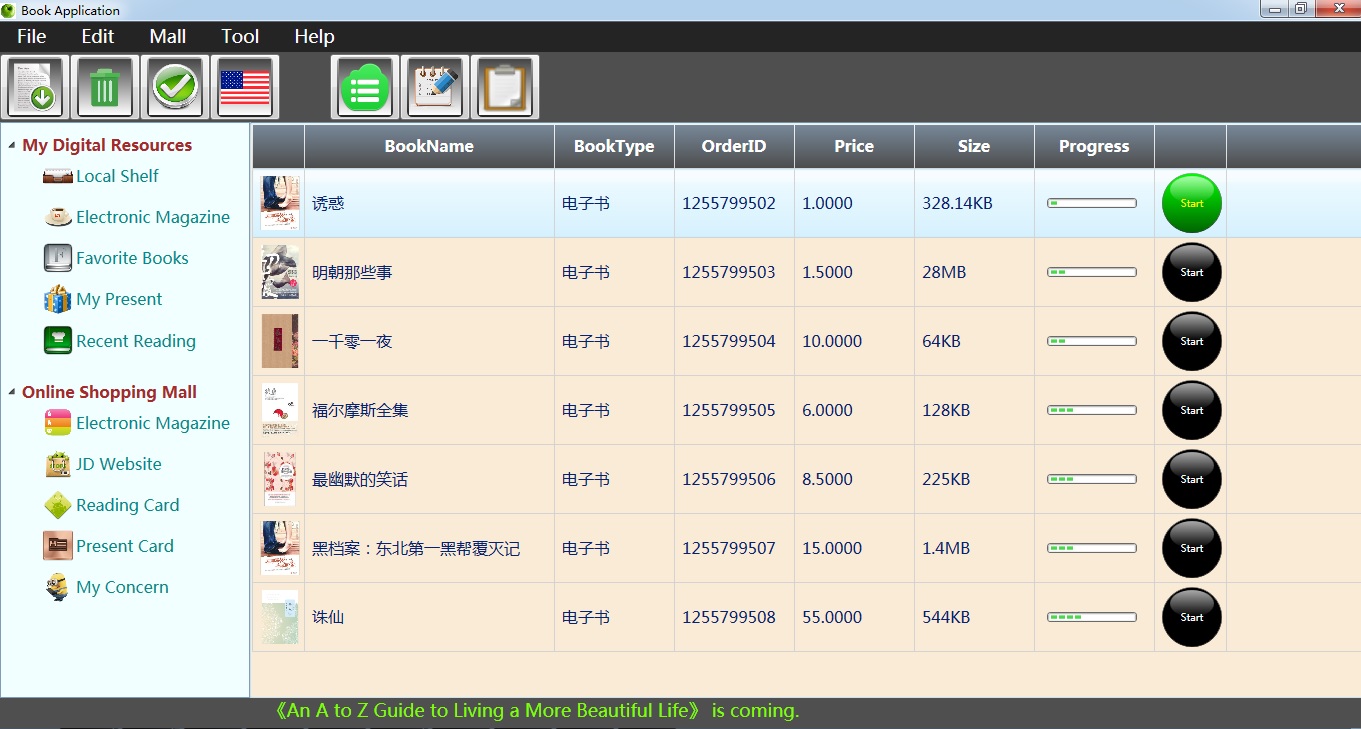 Book Application
File Edit Mall Tool Help
My Digital Resources
Local Shelf
Electronic Magazine
Favorite Books
My Present
Recent Reading
Online Shopping Mall
Electronic Magazine
JD Website
Reading Card
Present Card
My Concern
BookName BookType OrderID Price Size Progress
诱惑 电子书 1255799502 1.0000 328.14KB Start
明朝那些事 电子书 1255799503 1.5000 28MB Start
一千零一夜 电子书 1255799504 10.0000 64KB Start
福尔摩斯全集 电子书 1255799505 6.0000 128KB Start
最幽默的笑话 电子书 1255799506 8.5000 225KB Start
黑档案：东北第一黑帮覆灭记 电子书 1255799507 15.0000 1.4MB Start
诛仙 电子书 1255799508 55.0000 544KB Start
《An A to Z Guide to Living a More Beautiful Life》 is coming.